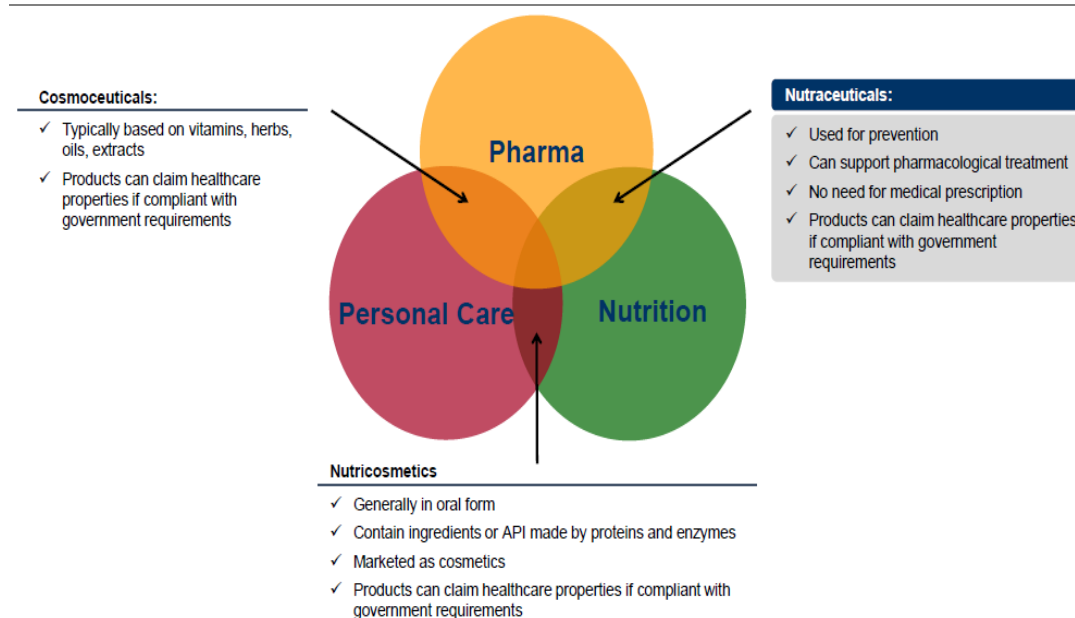 Cosmoceuticals:
✓ Typically based on vitamins, herbs,
oils, extracts
✓ Products can claim healthcare
properties if compliant with
government requirements
Pharma
Personal Care
Nutrition
Nutraceuticals:
✓ Used for prevention
✓ Can support pharmacological treatment
✓ No need for medical prescription
✓ Products can claim healthcare properties
if compliant with government
requirements
Nutricosmetics
✓ Generally in oral form
✓ Contain ingredients or API made by proteins and enzymes
✓ Marketed as cosmetics
✓ Products can claim healthcare properties if compliant with
government requirements